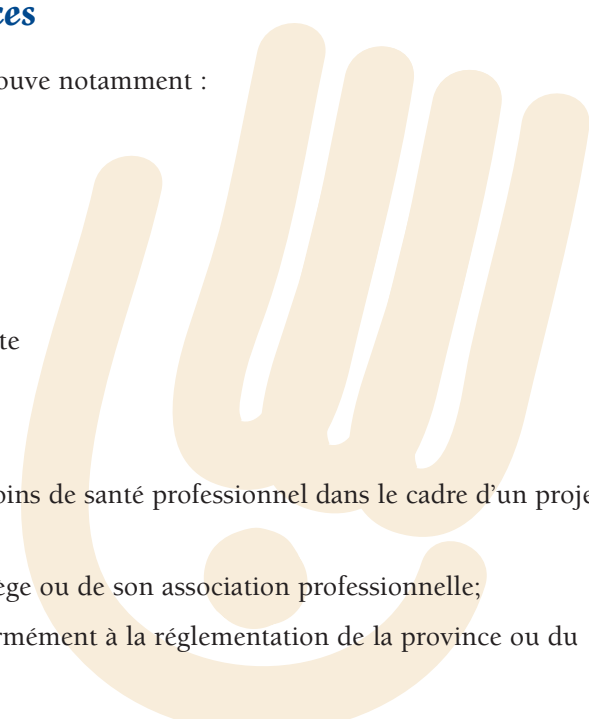 ces
ouve notamment :
te
oins de santé professionnel dans le cadre d’un proje
ège ou de son association professionnelle;
rmément à la réglementation de la province ou du